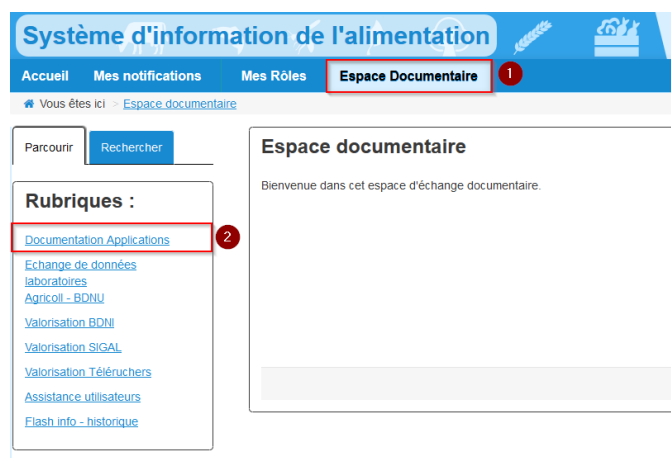 Système d'information de l'alimentation
Accueil Mes notifications Mes Rôles Espace Documentaire 1
Vous êtes ici > Espace documentaire
Parcourir Rechercher
Espace documentaire
Bienvenue dans cet espace d'échange documentaire.
Rubriques :
Documentation Applications 2
Echange de données
laboratoires
Agricoll - BDNU
Valorisation BDNI
Valorisation SIGAL
Valorisation Téléruchers
Assistance utilisateurs
Flash info - historique